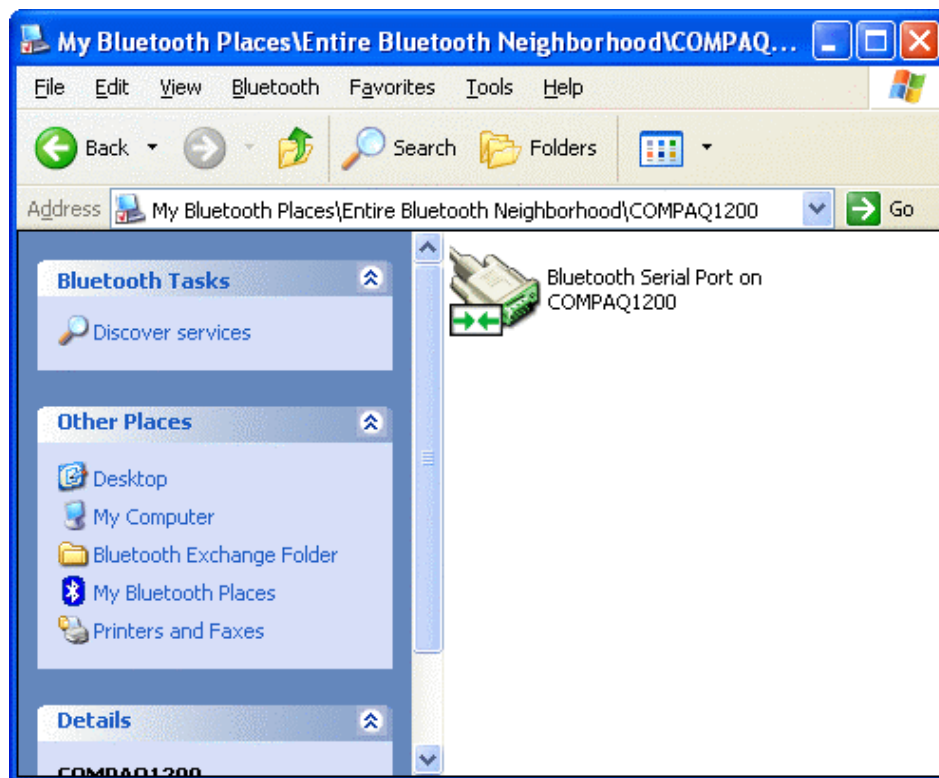 My Bluetooth Places\Entire Bluetooth Neighborhood\COMPAQ...
File Edit View Bluetooth Favorites Tools Help
Back Search Folders
Address My Bluetooth Places\Entire Bluetooth Neighborhood\COMPAQ1200 Go
Bluetooth Tasks
Discover services
Other Places
Desktop
My Computer
Bluetooth Exchange Folder
My Bluetooth Places
Printers and Faxes
Details
COMPAQ1200
Bluetooth Serial Port on
COMPAQ1200